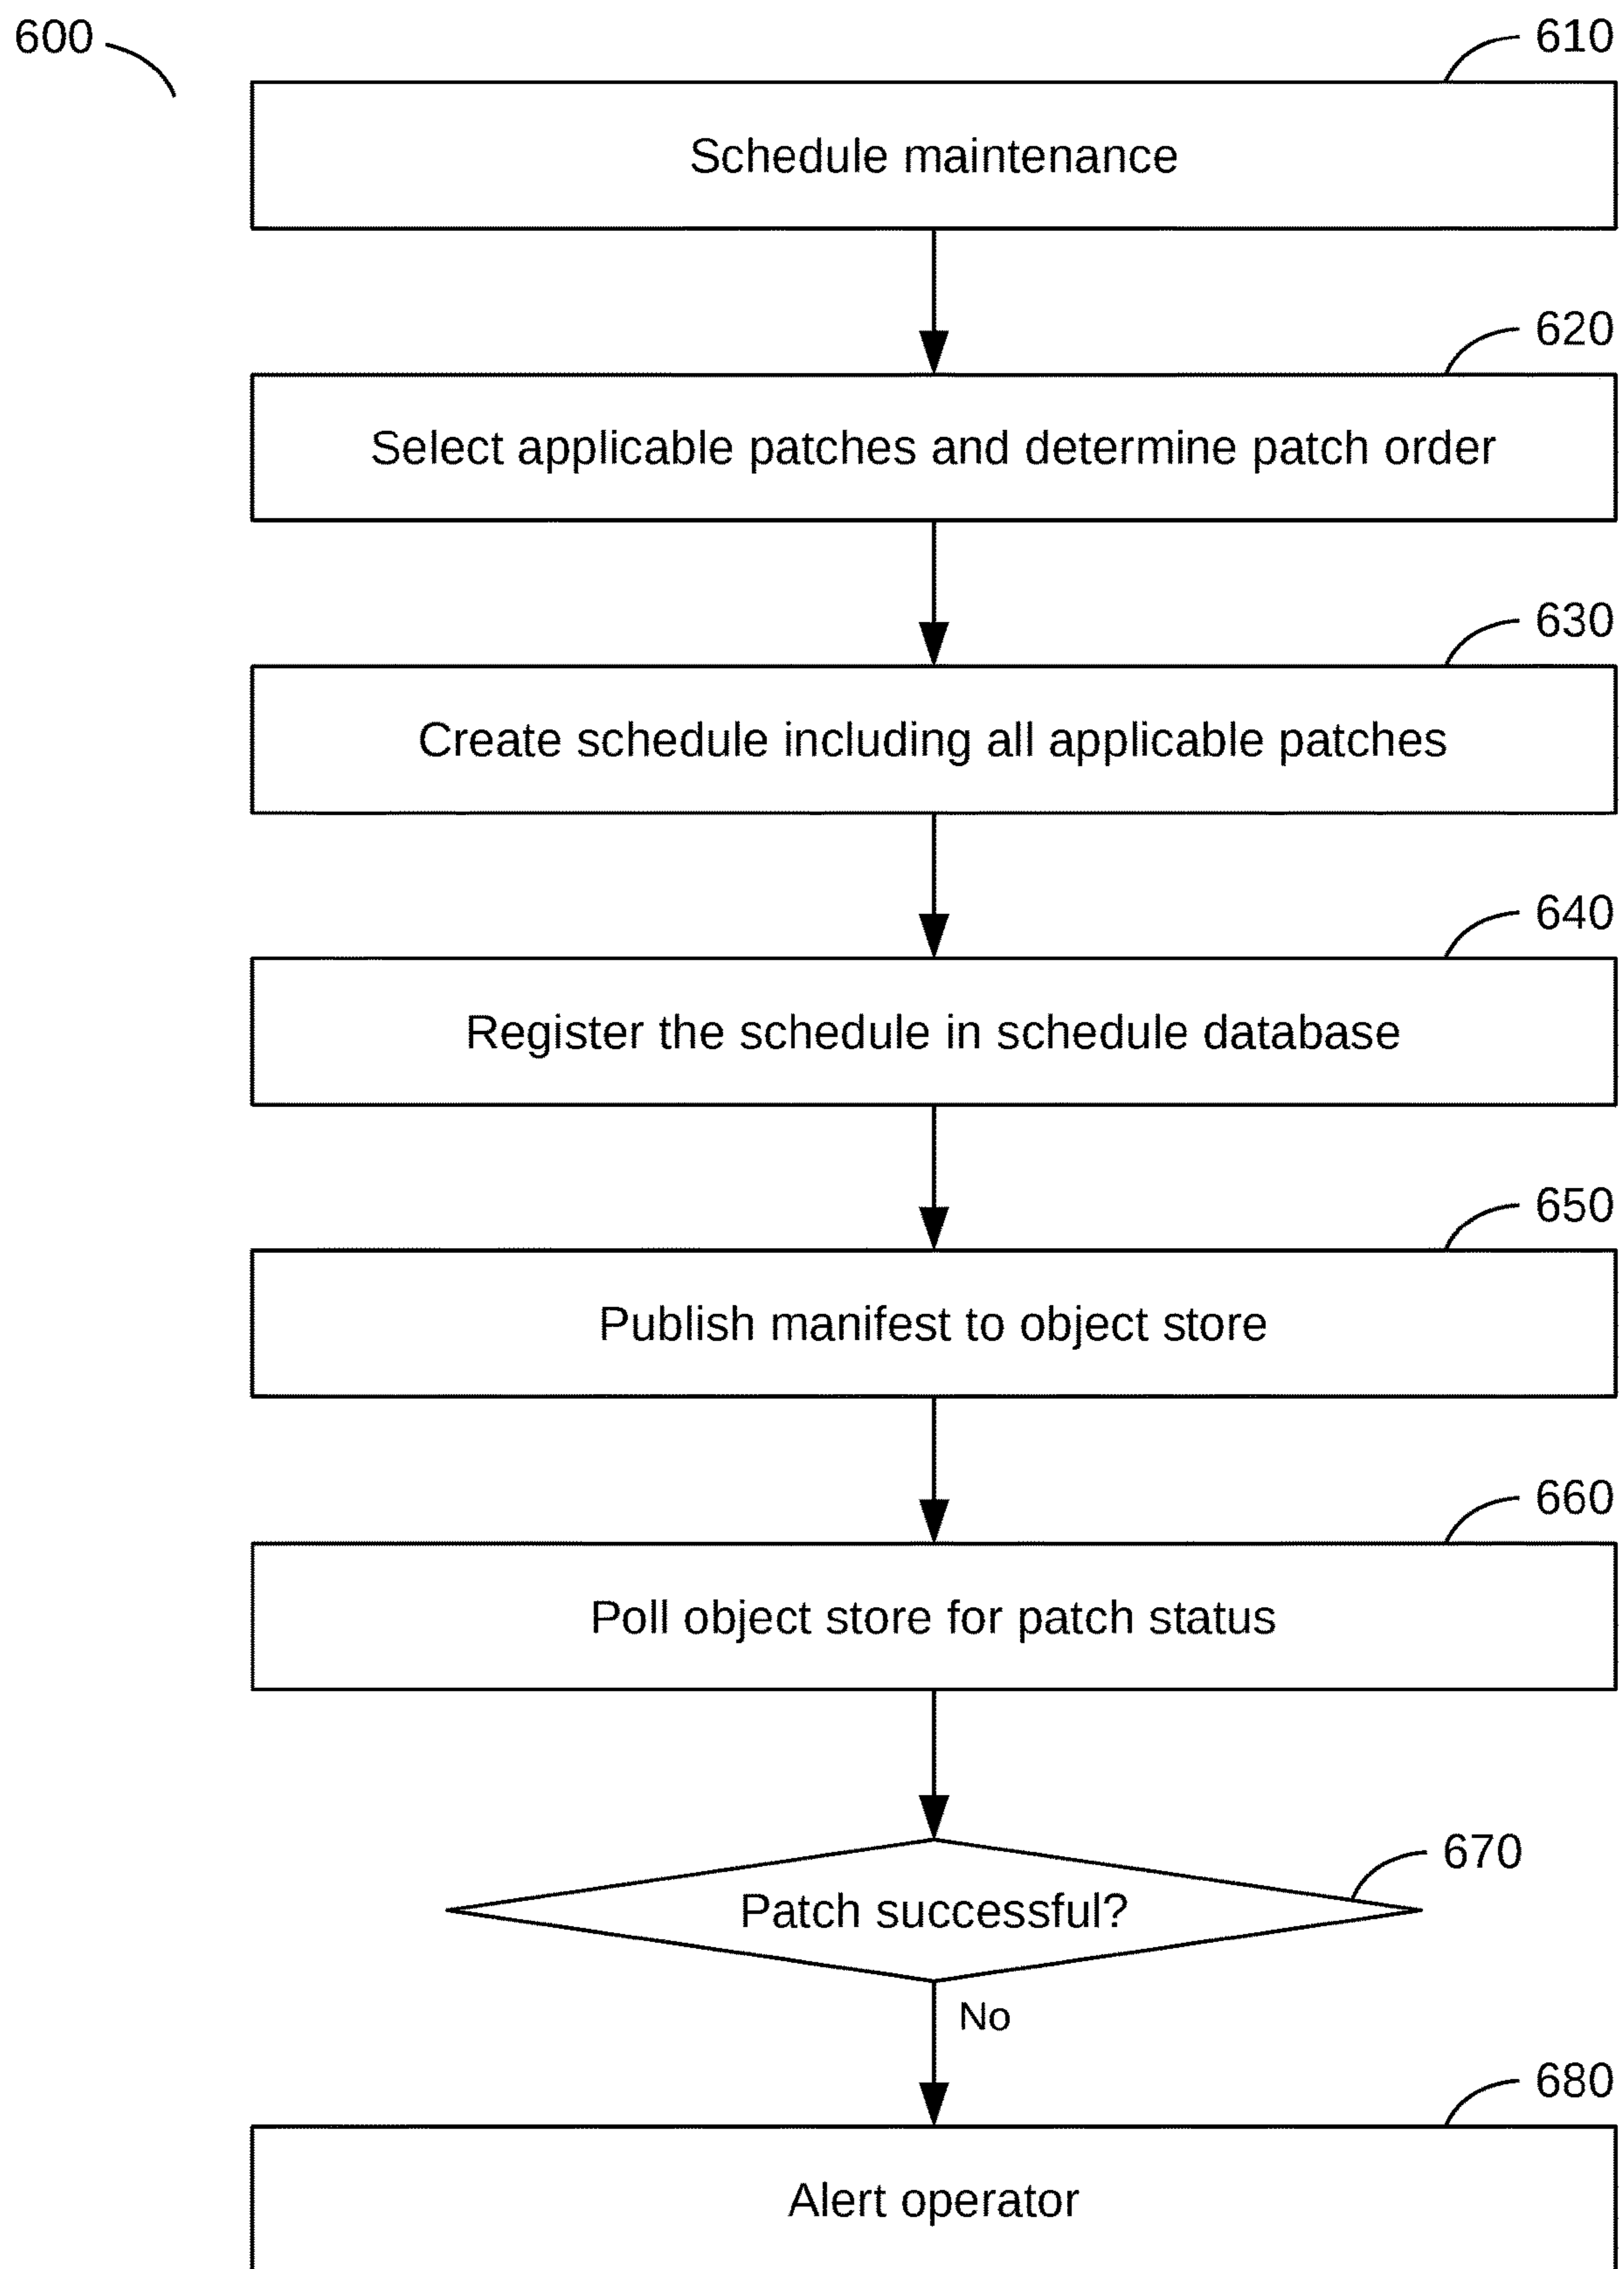 600
610
Schedule maintenance
620
Select applicable patches and determine patch order
630
Create schedule including all applicable patches
640
Register the schedule in schedule database
650
Publish manifest to object store
660
Poll object store for patch status
670
Patch successful?
No
680
Alert operator